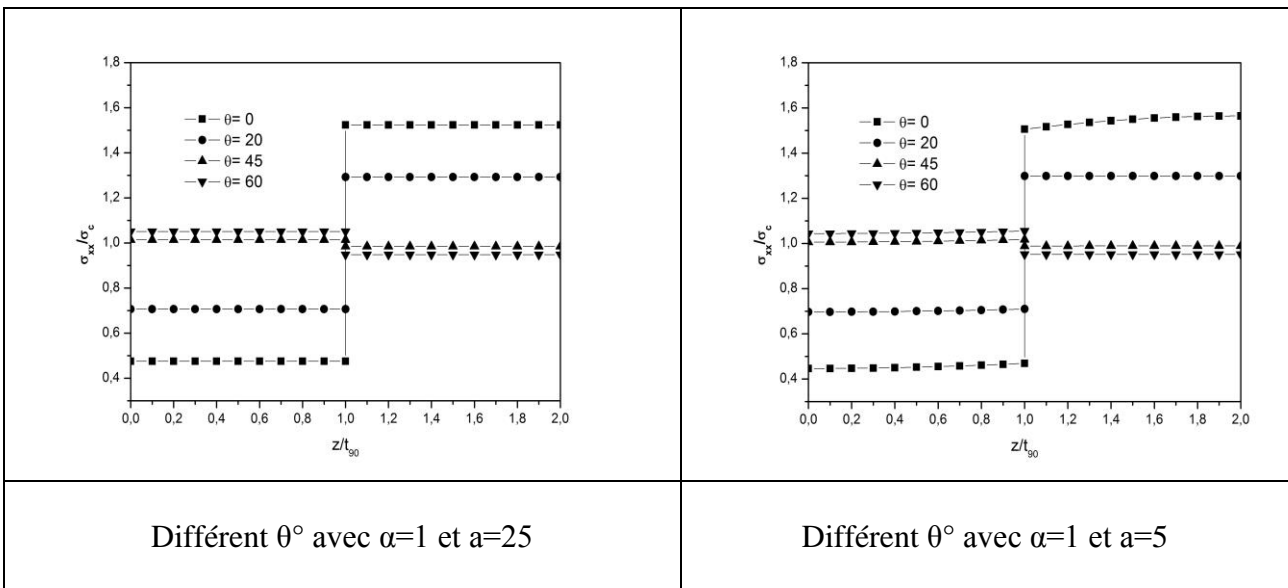 1,8
1,6
1,4
1,2
1,0
0,8
0,6
0,4
σxx/σc
θ= 0
θ= 20
θ= 45
θ= 60
0,0 0,2 0,4 0,6 0,8 1,0 1,2 1,4 1,6 1,8 2,0
z/t90
1,8
1,6
1,4
1,2
1,0
0,8
0,6
0,4
σxx/σc
θ= 0
θ= 20
θ= 45
θ= 60
0,0 0,2 0,4 0,6 0,8 1,0 1,2 1,4 1,6 1,8 2,0
z/t90
Différent θ° avec α=1 et a=25
Différent θ° avec α=1 et a=5